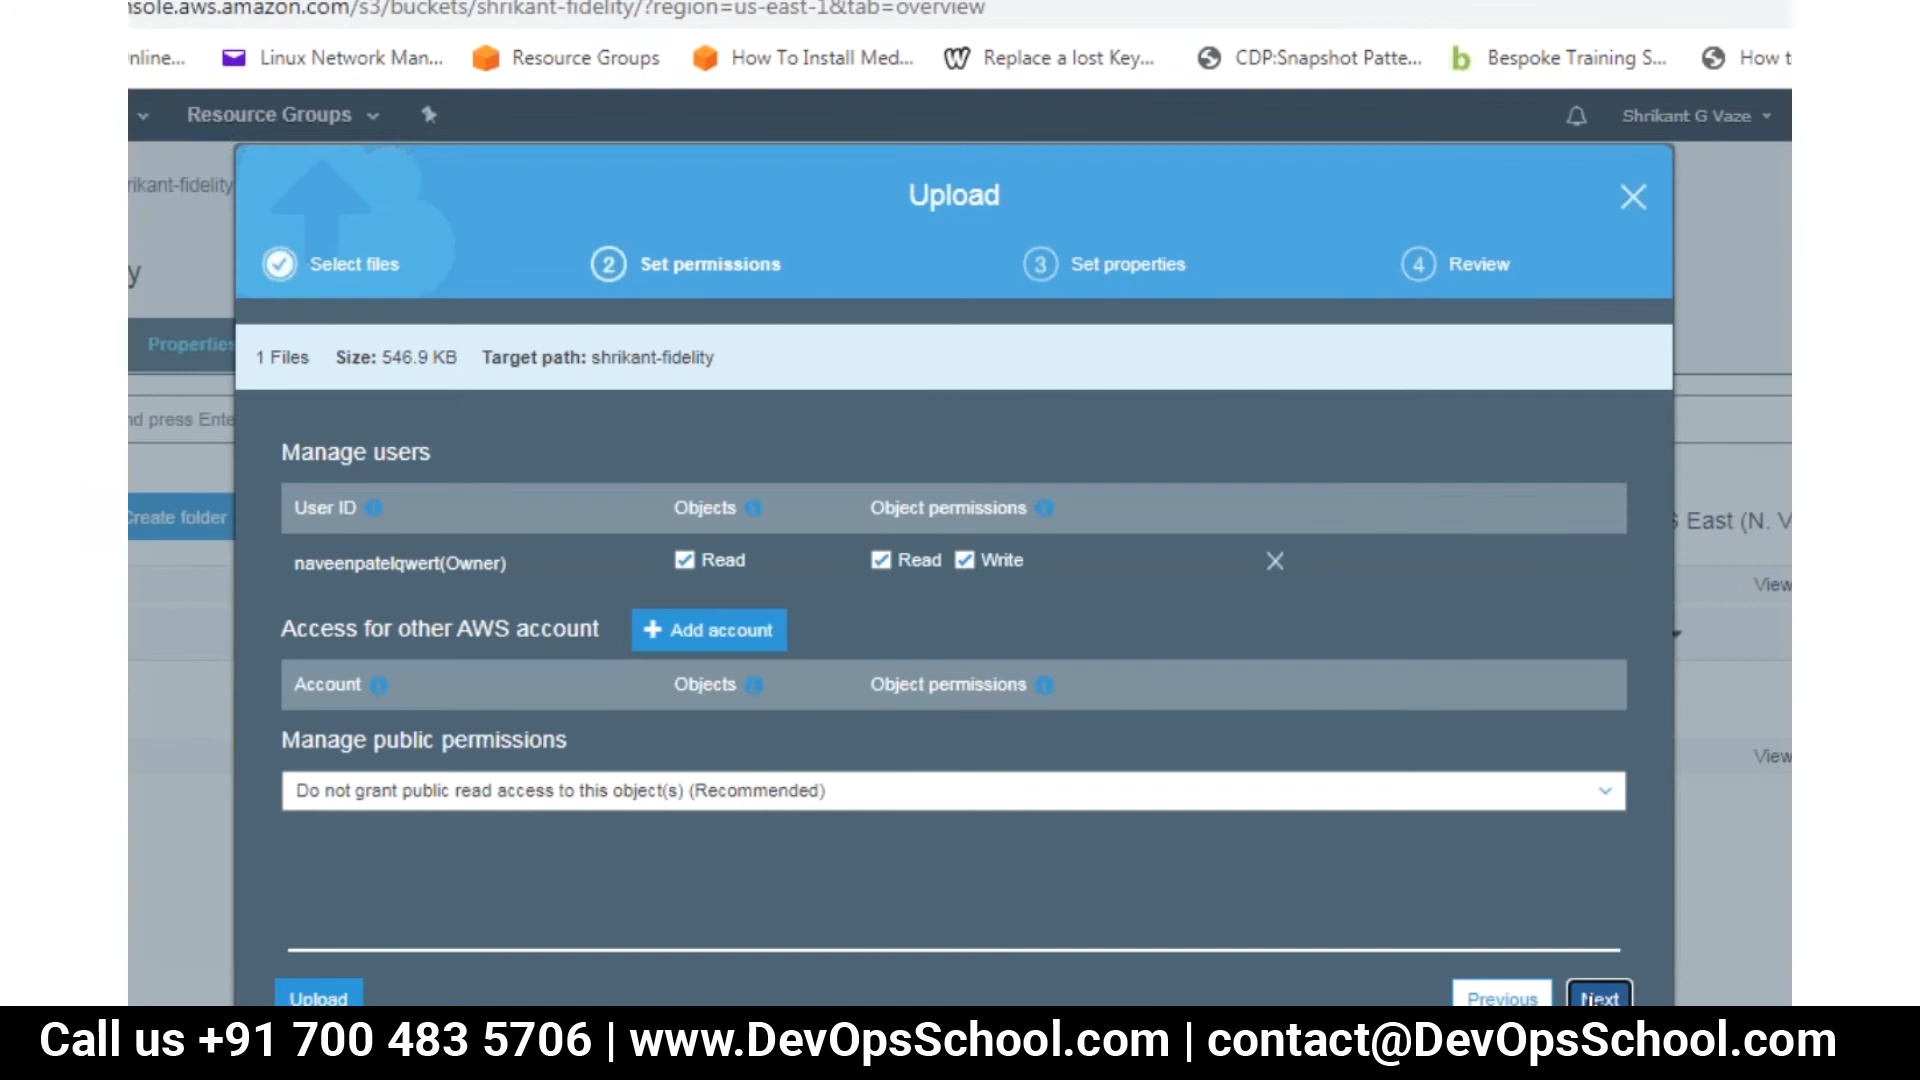 nsole.aws.amazon.com/s3/buckets/shrikant-fidelity/?region=us-east-1&tab=overview
nline... Linux Network Man... Resource Groups How To Install Med... Replace a lost Key... CDP:Snapshot Patte... Bespoke Training S... How t
Resource Groups Shrikant G Vaze
rikant-fidelity
Upload
y
Select files 2 Set permissions 3 Set properties 4 Review
Properties
1 Files Size: 546.9 KB Target path: shrikant-fidelity
nd press Ente
Manage users
User ID Objects Object permissions
Create folder
S East (N. V
naveenpatelqwert(Owner) Read Read Write
View
Access for other AWS account Add account
Account Objects Object permissions
Manage public permissions
View
Do not grant public read access to this object(s) (Recommended)
Upload Previous Next
Call us +91 700 483 5706 | www.DevOpsSchool.com | contact@DevOpsSchool.com